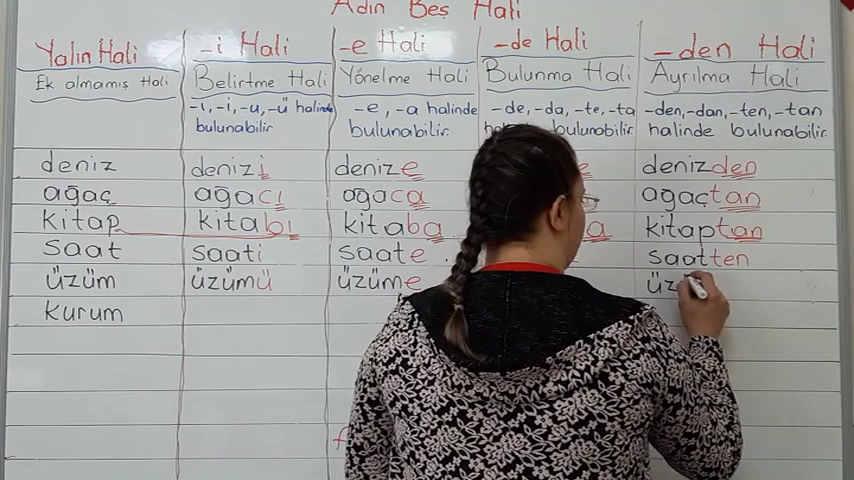 Adın Beş Hali
Yalın Hali -i Hali -e Hali -de Hali -den Hali
Ek almamış Hali Belirtme Hali Yönelme Hali Bulunma Hali Ayrılma Hali
-ı, -i, -u, -ü halinde -e, -a halinde -de, -da, -te, -ta -den, -dan, -ten, -tan
bulunabilir bulunabilir. bulunabilir. halinde bulunabilir.
deniz denizi denize denizden
ağaç ağacı ağaca ağaçtan
kitap kitabı kitaba kitaptan
saat saati saate saatten
üzüm üzümü üzüme üz
kurum